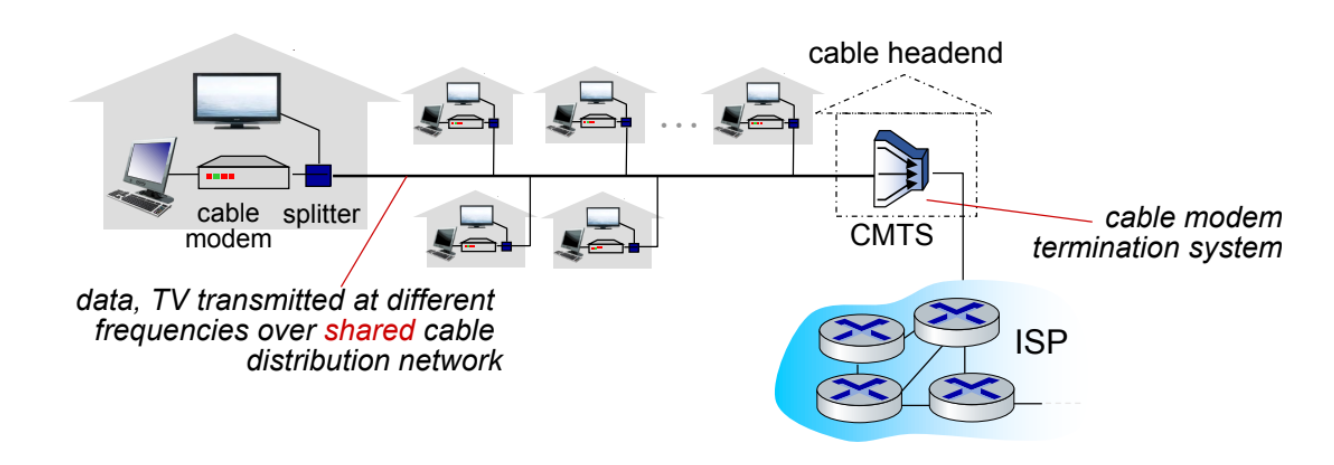 cable headend
cable
modem
splitter
CMTS
cable modem
termination system
data, TV transmitted at different
frequencies over shared cable
distribution network
ISP